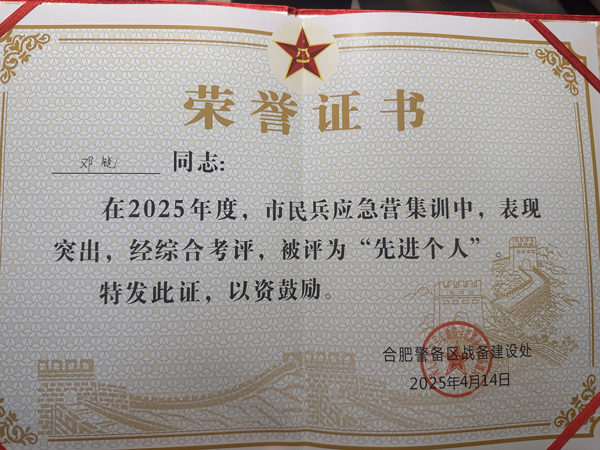 荣誉证书
邓 同志:
在2025年度，市民兵应急营集训中，表现
突出，经综合考评，被评为“先进个人”。
特发此证，以资鼓励。
合肥警备区战备建设处
2025年4月14日